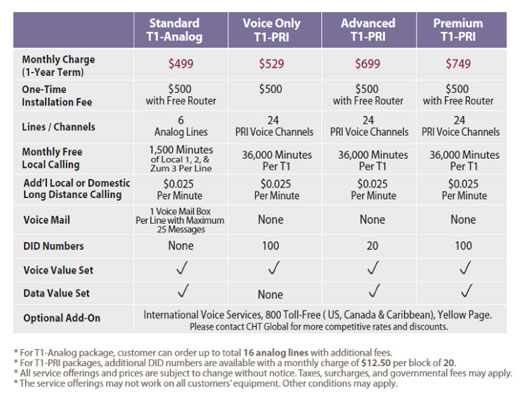 Standard T1-Analog
Voice Only T1-PRI
Advanced T1-PRI
Premium T1-PRI
Monthly Charge (1-Year Term)
$499
$529
$699
$749
One-Time Installation Fee
$500 with Free Router
$500
$500 with Free Router
$500 with Free Router
Lines / Channels
6 Analog Lines
24 PRI Voice Channels
24 PRI Voice Channels
24 PRI Voice Channels
Monthly Free Local Calling
1,500 Minutes of Local 1, 2, & Zum 3 Per Line
36,000 Minutes Per T1
36,000 Minutes Per T1
36,000 Minutes Per T1
Add'l Local or Domestic Long Distance Calling
$0.025 Per Minute
$0.025 Per Minute
$0.025 Per Minute
$0.025 Per Minute
Voice Mail
1 Voice Mail Box Per Line with Maximum 25 Messages
None
None
None
DID Numbers
None
100
20
100
Voice Value Set
✓
✓
✓
✓
Data Value Set
✓
None
✓
✓
Optional Add-On
International Voice Services, 800 Toll-Free ( US, Canada & Caribbean), Yellow Page.
Please contact CHT Global for more competitive rates and discounts.
* For T1-Analog package, customer can order up to total 16 analog lines with additional fees.
* For T1-PRI packages, additional DID numbers are available with a monthly charge of $12.50 per block of 20.
* All service offerings and prices are subject to change without notice. Taxes, surcharges, and governmental fees may apply.
* The service offerings may not work on all customers' equipment. Other conditions may apply.